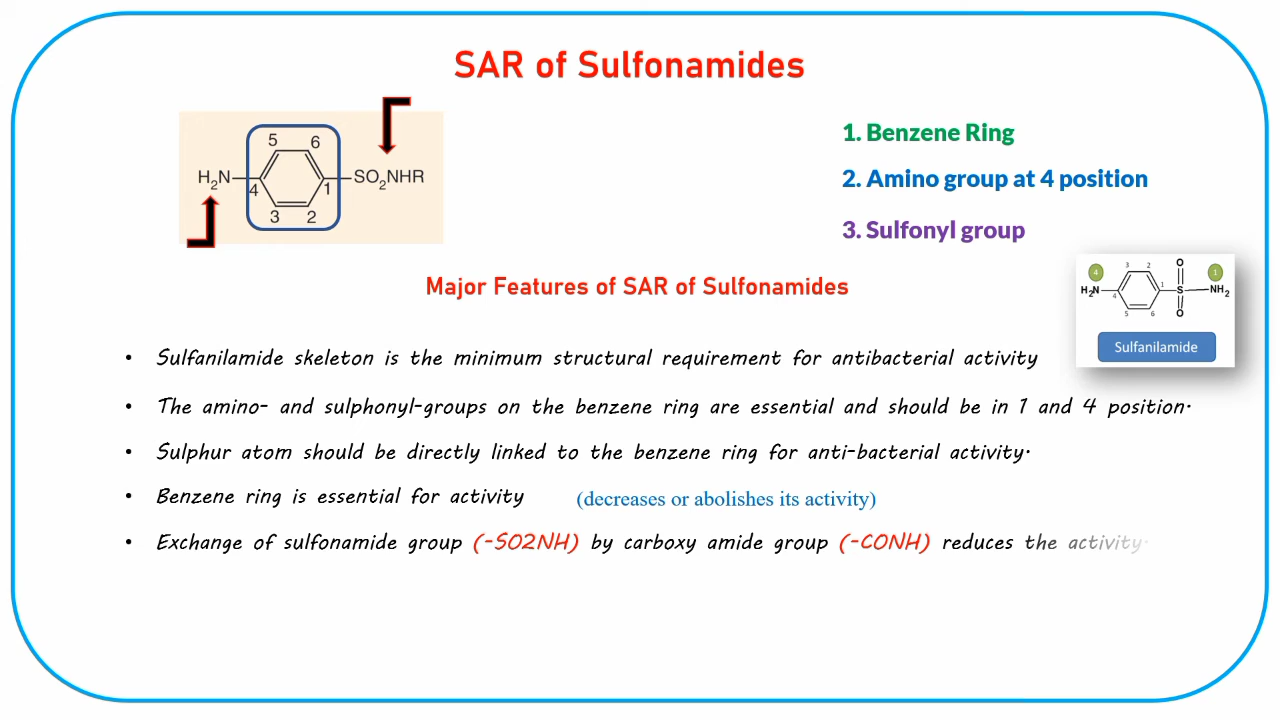 SAR of Sulfonamides
5 6
H2N 4 1 SO2NHR
3 2
1. Benzene Ring
2. Amino group at 4 position
3. Sulfonyl group
Major Features of SAR of Sulfonamides
4 3 2 O 1
H2N 4 1 S NH2
5 6 O
Sulfanilamide
• Sulfanilamide skeleton is the minimum structural requirement for antibacterial activity
• The amino- and sulphonyl-groups on the benzene ring are essential and should be in 1 and 4 position.
• Sulphur atom should be directly linked to the benzene ring for anti-bacterial activity.
• Benzene ring is essential for activity (decreases or abolishes its activity)
• Exchange of sulfonamide group (-SO2NH) by carboxy amide group (-CONH) reduces the activity.